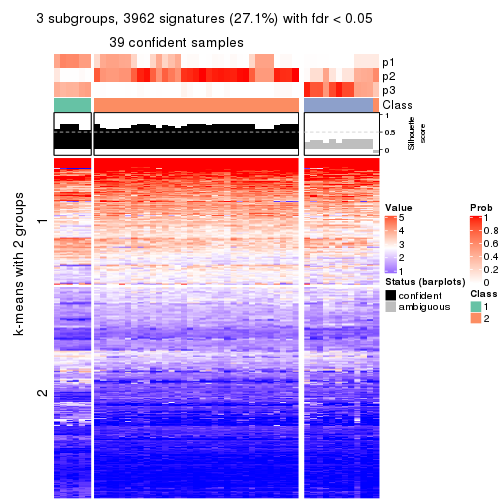 3 subgroups, 3962 signatures (27.1%) with fdr < 0.05
39 confident samples
p1
p2
p3
Class
1
0.5
0
Silhouette
score
k-means with 2 groups
1
2
Value
5
4
3
2
1
Prob
1
0.8
0.6
0.4
0.2
0
Status (barplots)
confident
ambiguous
Class
1
2